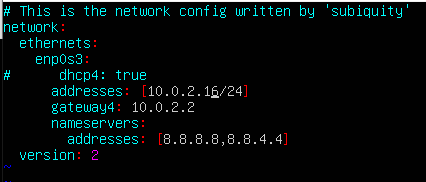 # This is the network config written by 'subiquity'
network:
  ethernets:
    enp0s3:
#      dhcp4: true
      addresses: [10.0.2.16/24]
      gateway4: 10.0.2.2
      nameservers:
        addresses: [8.8.8.8,8.8.4.4]
  version: 2
~